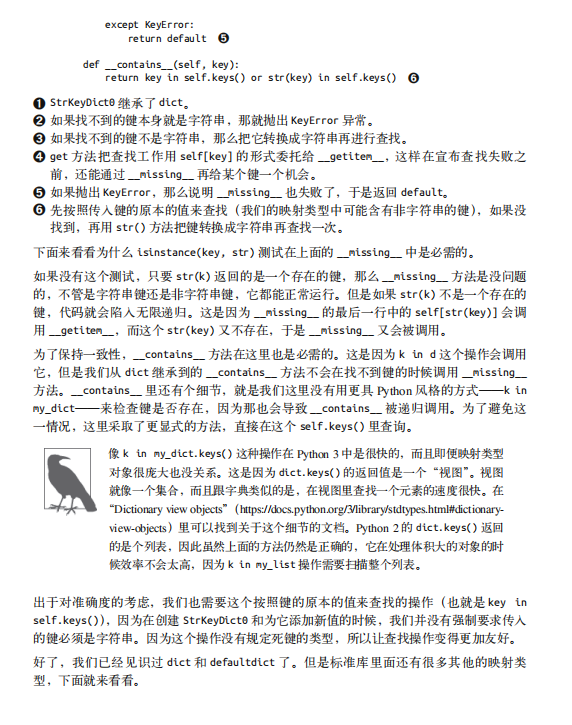 except KeyError:
return default ❺
def __contains__(self, key):
return key in self.keys() or str(key) in self.keys() ❻
❶ StrKeyDict0 继承了 dict。
❷ 如果找不到的键本身就是字符串，那就抛出 KeyError 异常。
❸ 如果找不到的键不是字符串，那么把它转换成字符串再进行查找。
❹ get 方法把查找工作用 self[key] 的形式委托给 __getitem__，这样在宣布查找失败之
前，还能通过 __missing__ 再给某个键一个机会。
❺ 如果抛出 KeyError，那么说明 __missing__ 也失败了，于是返回 default。
❻ 先按照传入键的原本的值来查找（我们的映射类型中可能含有非字符串的键），如果没
找到，再用 str() 方法把键转换成字符串再查找一次。
下面来看看为什么 isinstance(key, str) 测试在上面的 __missing__ 中是必需的。
如果没有这个测试，只要 str(k) 返回的是一个存在的键，那么 __missing__ 方法是没问题
的，不管是字符串键还是非字符串键，它都能正常运行。但是如果 str(k) 不是一个存在的
键，代码就会陷入无限递归。这是因为 __missing__ 的最后一行中的 self[str(key)] 会调
用 __getitem__，而这个 str(key) 又不存在，于是 __missing__ 又会被调用。
为了保持一致性，__contains__ 方法在这里也是必需的。这是因为 k in d 这个操作会调用
它，但是我们从 dict 继承到的 __contains__ 方法不会在找不到键的时候调用 __missing__
方法。__contains__ 里还有个细节，就是我们这里没有用更具 Python 风格的方式——k in
my_dict——来检查键是否存在，因为那也会导致 __contains__ 被递归调用。为了避免这
一情况，这里采取了更显式的方法，直接在这个 self.keys() 里查询。
像 k in my_dict.keys() 这种操作在 Python 3 中是很快的，而且即便映射类型
对象很庞大也没关系。这是因为 dict.keys() 的返回值是一个“视图”。视图
就像一个集合，而且跟字典类似的是，在视图里查找一个元素的速度很快。在
“Dictionary view objects”（https://docs.python.org/3/library/stdtypes.html#dictionary-
view-objects）里可以找到关于这个细节的文档。Python 2 的 dict.keys() 返回
的是个列表，因此虽然上面的方法仍然是正确的，它在处理体积大的对象的时
候效率不会太高，因为 k in my_list 操作需要扫描整个列表。
出于对准确度的考虑，我们也需要这个按照键的原本的值来查找的操作（也就是 key in
self.keys()），因为在创建 StrKeyDict0 和为它添加新值的时候，我们并没有强制要求传入
的键必须是字符串。因为这个操作没有规定死键的类型，所以让查找操作变得更加友好。
好了，我们已经见识过 dict 和 defaultdict 了。但是标准库里面还有很多其他的映射类
型，下面就来看看。